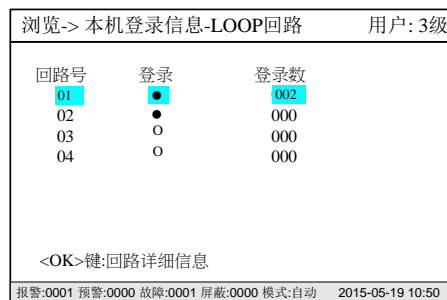 浏览-> 本机登录信息-LOOP回路 用户: 3级
回路号 登录 登录数
01 ● 002
02 ● 000
03 O 000
04 O 000
<OK>键:回路详细信息
报警:0001 预警:0000 故障:0001 屏蔽:0000 模式:自动 2015-05-19 10:50